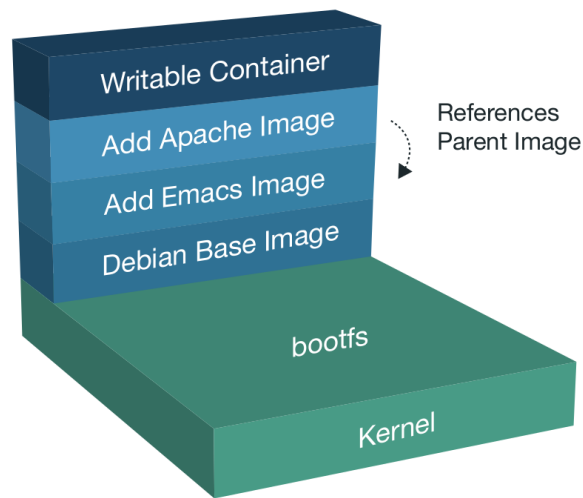 Writable Container
Add Apache Image
Add Emacs Image
Debian Base Image
References
Parent Image
bootfs
Kernel